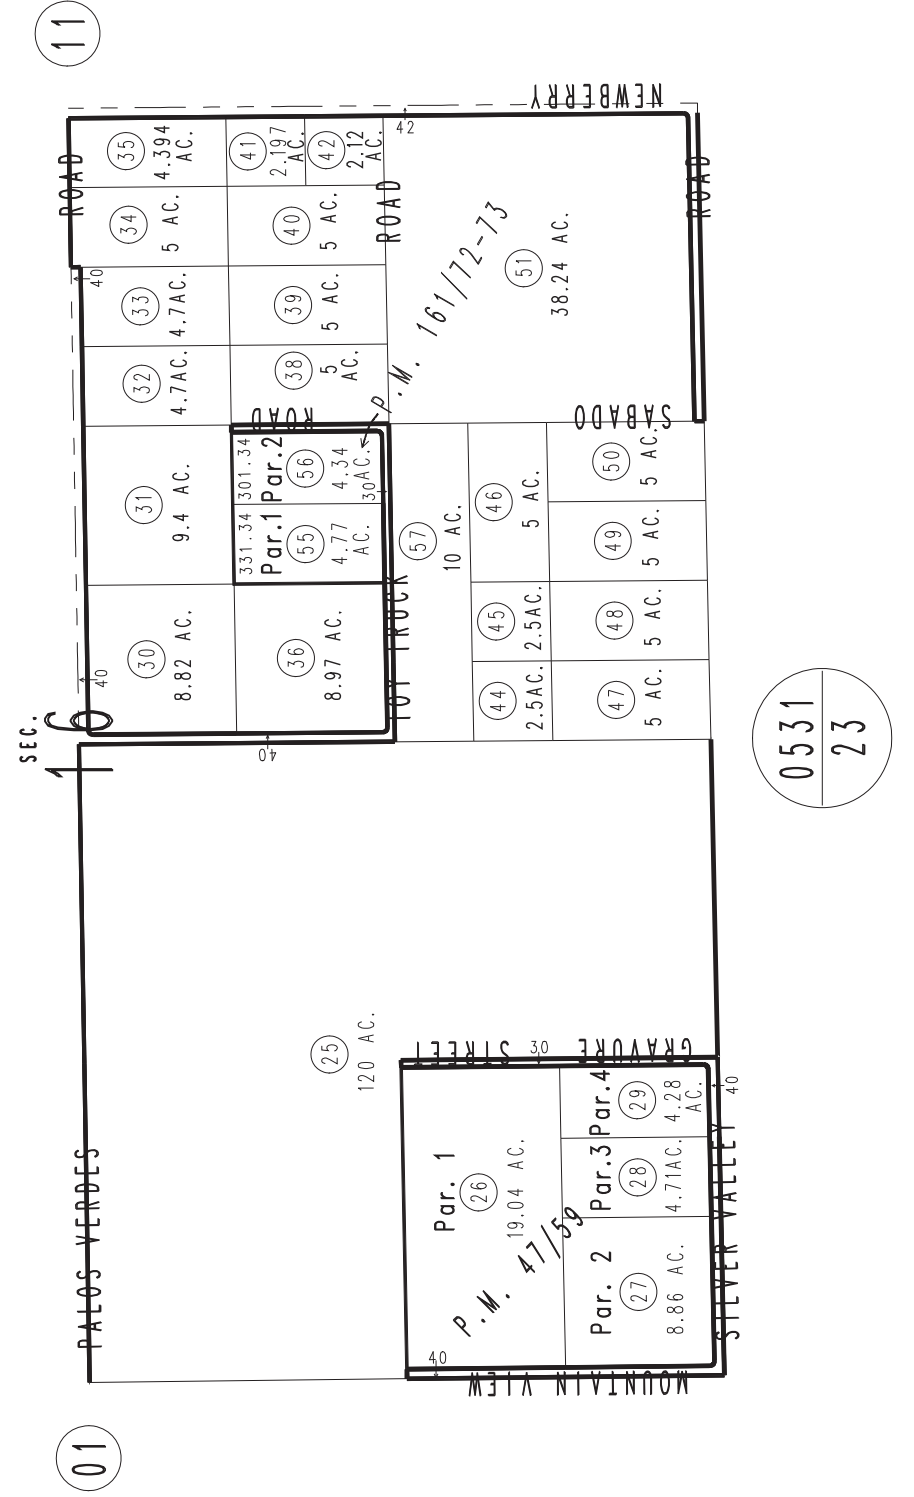 11
NEWBERRY
ROAD
ROAD
ROAD
42
35
4.394
AC.
41
2.197
AC.
42
2.12
AC.
34
5 AC.
40
5 AC.
40
33
4.7AC.
39
5 AC.
32
4.7AC.
38
5
AC.
P.M. 161/72-73
51
38.24 AC.
ROAD
SABADO
31
9.4 AC.
301.34
Par.2
56
4.34
AC.
30
331.34
Par.1
55
4.77
AC.
57
10 AC.
46
5 AC.
50
5 AC.
49
5 AC.
30
8.82 AC.
36
8.97 AC.
TOY TRUCK
45
2.5AC.
48
5 AC.
44
2.5AC.
47
5 AC.
40
SEC.
6
1
40
0531
23
25
120 AC.
STREET
30
GRAVURE
PALOS VERDES
Par. 1
26
19.04 AC.
Par.4
29
4.28
AC.
40
Par.3
28
4.71AC.
Par. 2
27
8.86 AC.
P.M. 47/59
SILVER VALLEY
40
MOUNTAIN VIEW
01